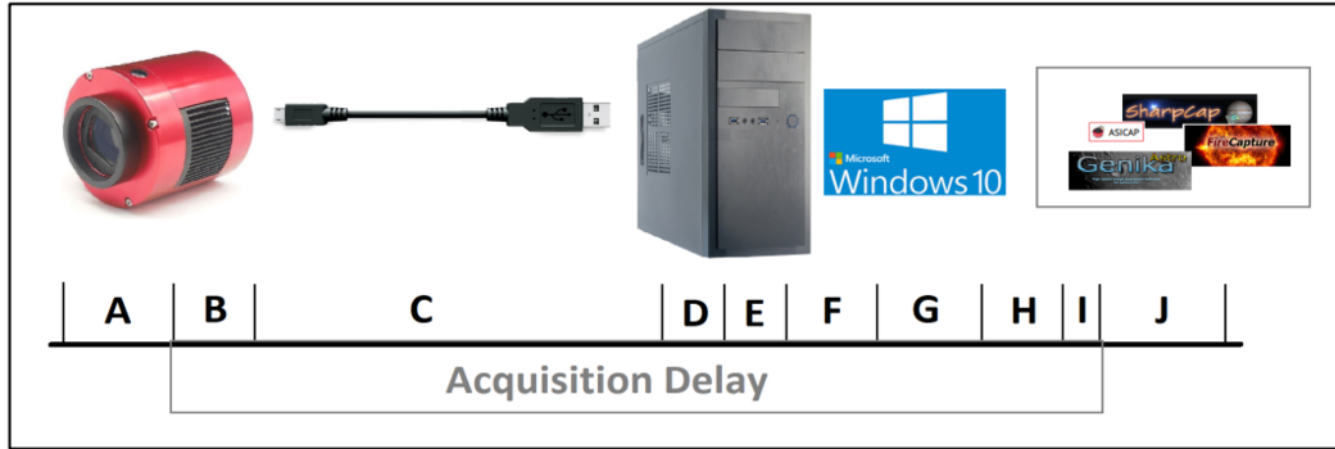 SharpCap
ASICAP
FireCapture
Genika
Microsoft
Windows 10
A B C D E F G H I J
Acquisition Delay